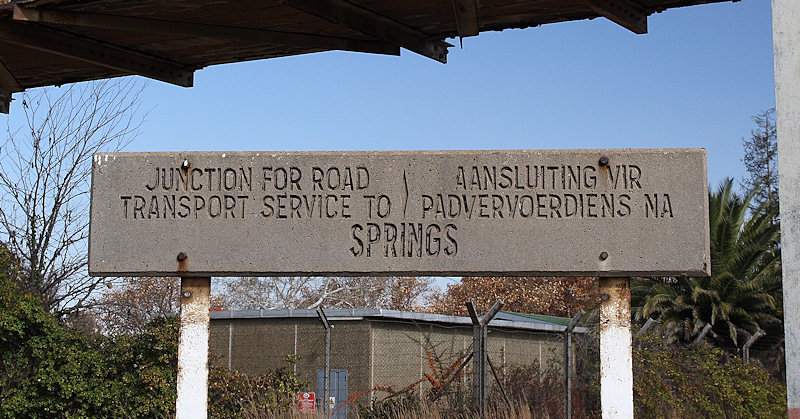 JUNCTION FOR ROAD
TRANSPORT SERVICE TO
AANSLUITING VIR
PADVERVOERDIENS NA
SPRINGS